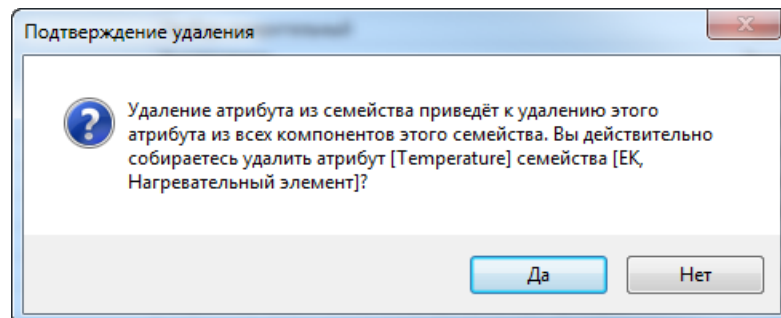 Подтверждение удаления
Удаление атрибута из семейства приведёт к удалению этого
атрибута из всех компонентов этого семейства. Вы действительно
собираетесь удалить атрибут [Temperature] семейства [ЕК,
Нагревательный элемент]?
Да
Нет